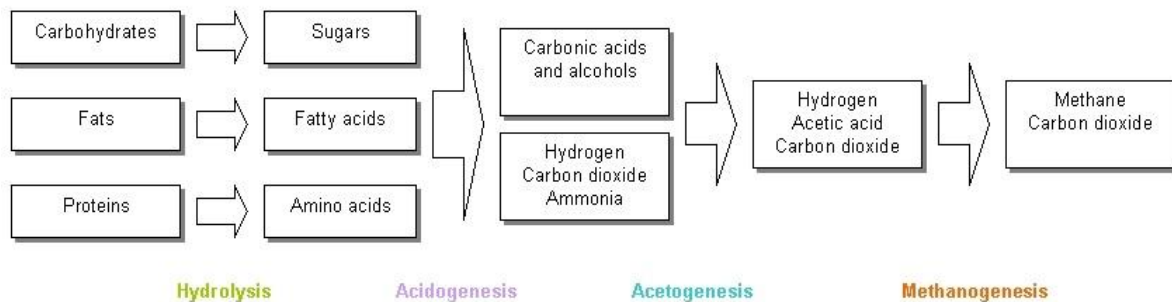 Carbohydrates
Sugars
Fats
Fatty acids
Proteins
Amino acids
Carbonic acids
and alcohols
Hydrogen
Carbon dioxide
Ammonia
Hydrogen
Acetic acid
Carbon dioxide
Methane
Carbon dioxide
Hydrolysis
Acidogenesis
Acetogenesis
Methanogenesis